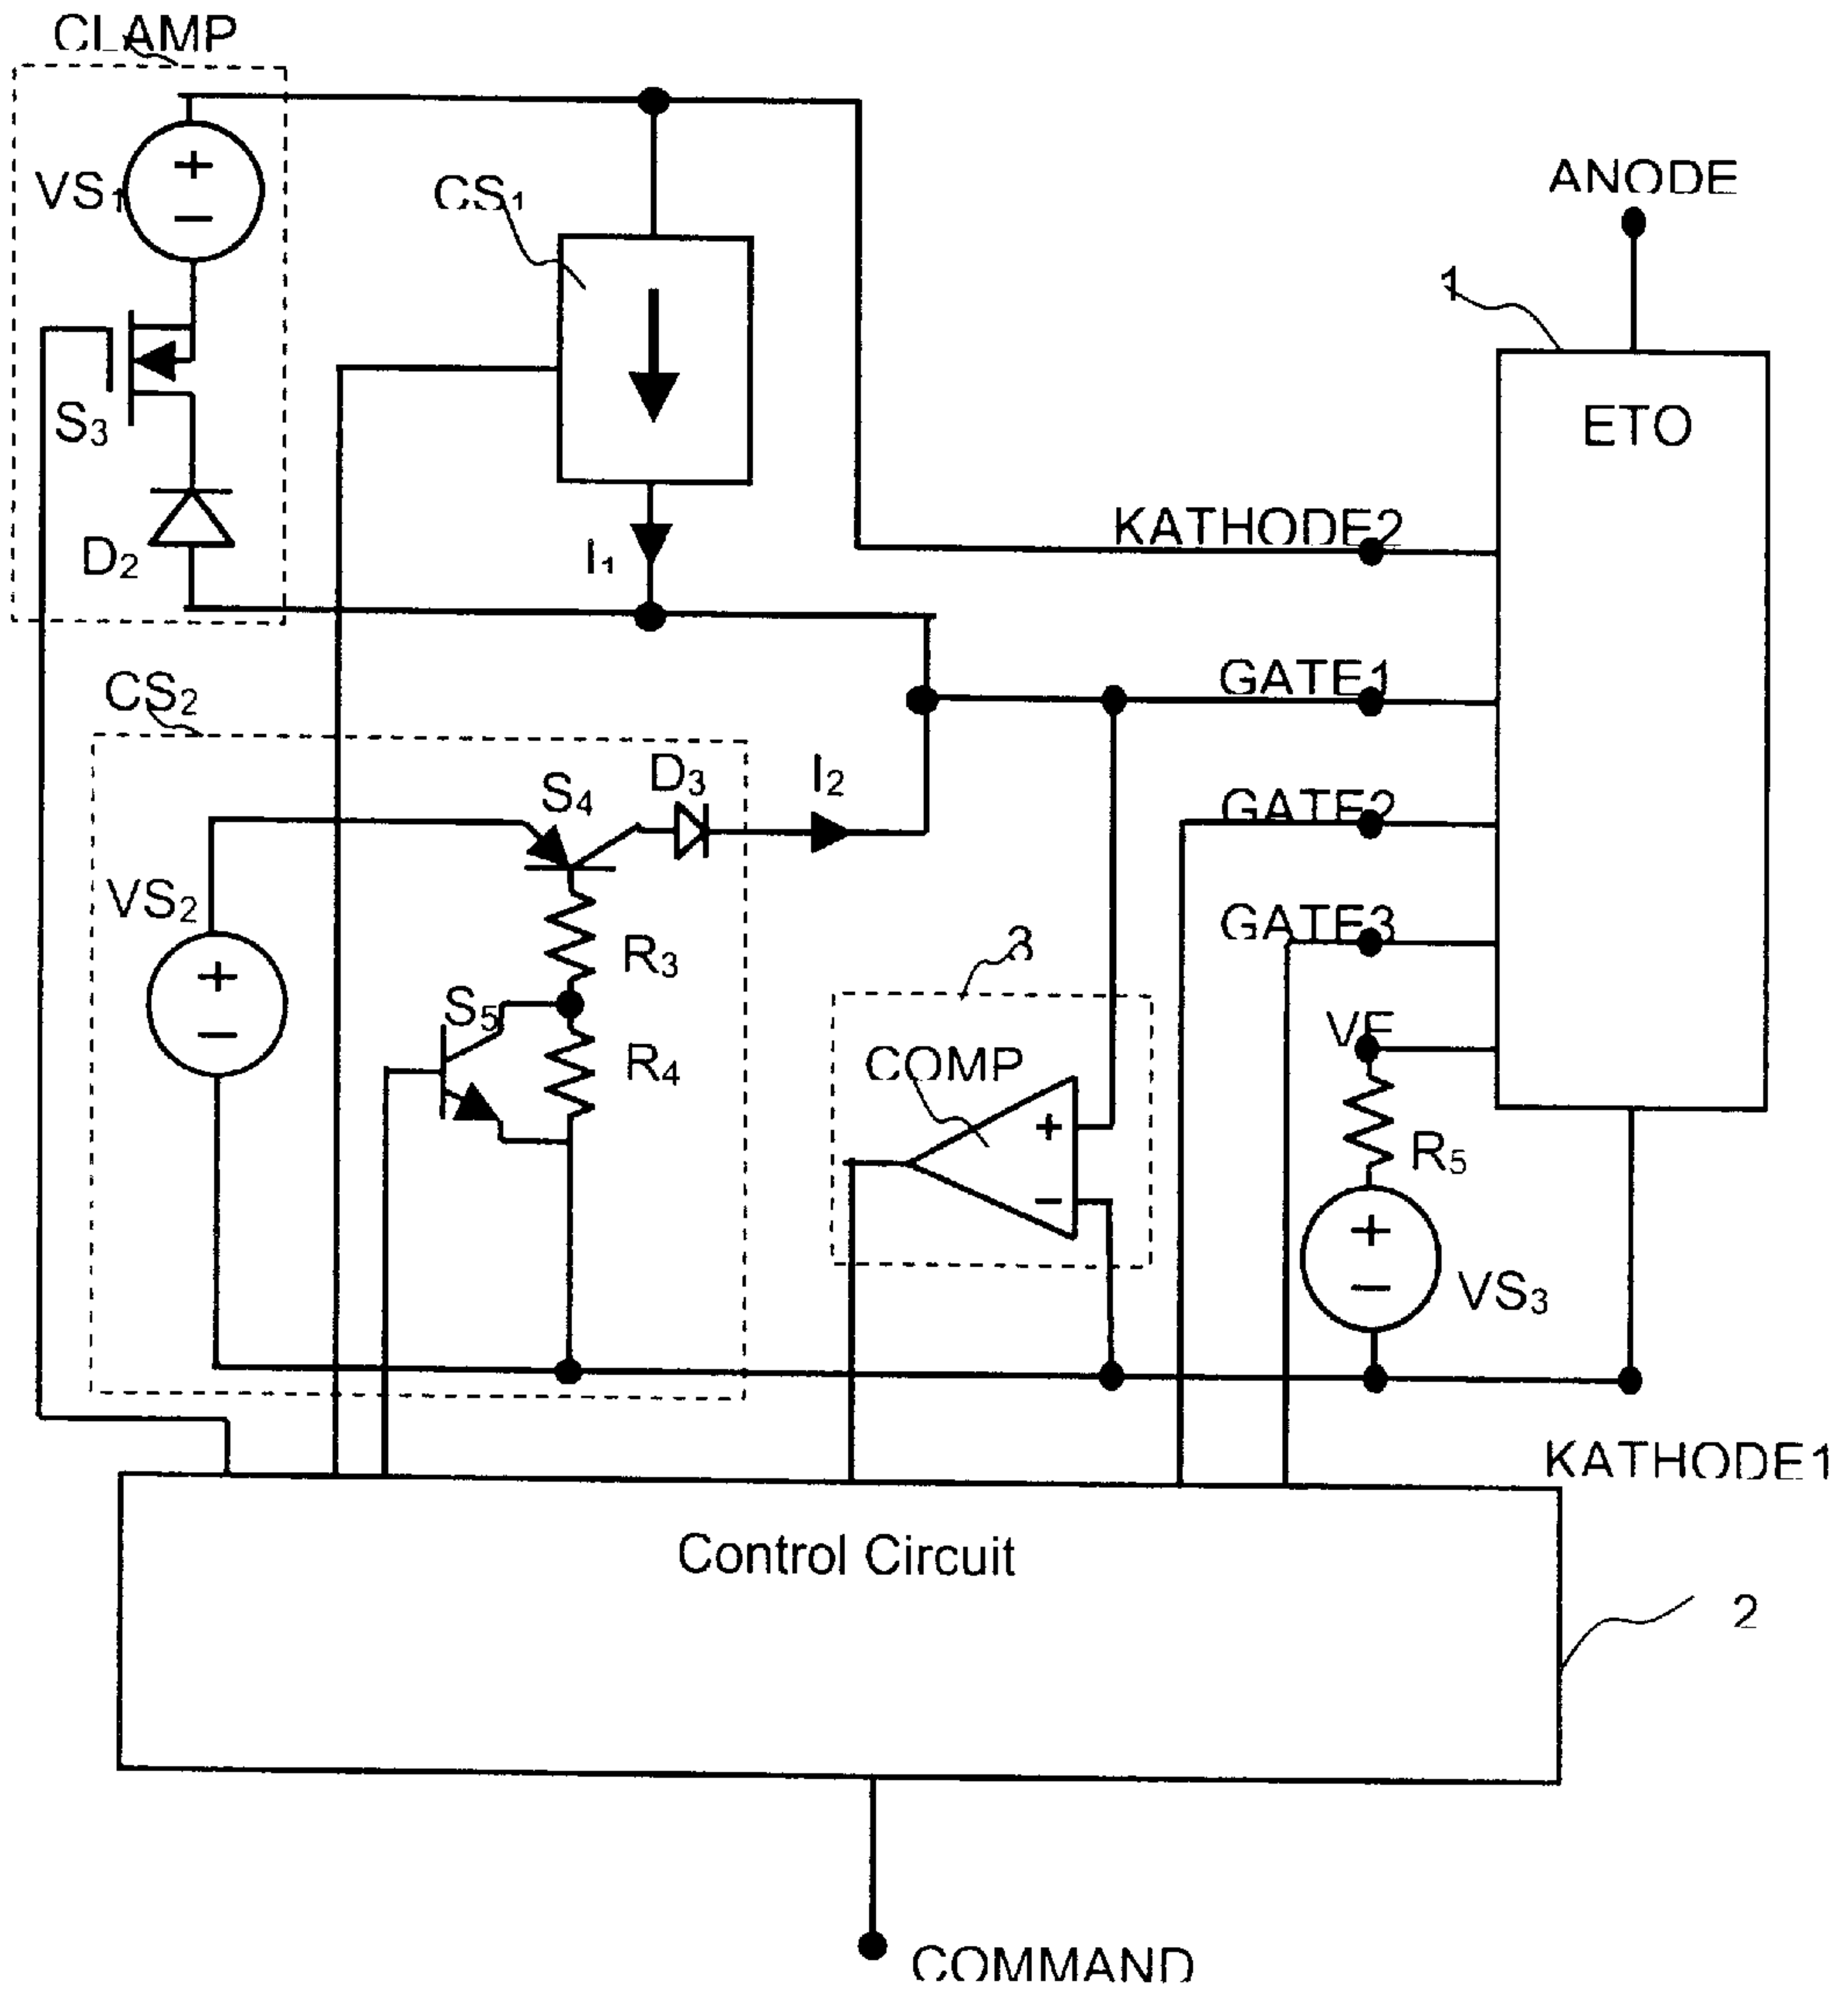 CLAMP
VS₁
+
−
CS₁
ANODE
1
ETO
S₃
KATHODE2
D₂
I₁
GATE1
CS₂
D₃
I₂
S₄
GATE2
VS₂
GATE3
3
R₃
+
−
S₅
VE
R₄
COMP
+
−
R₅
+
−
VS₃
KATHODE1
Control Circuit
2
COMMAND